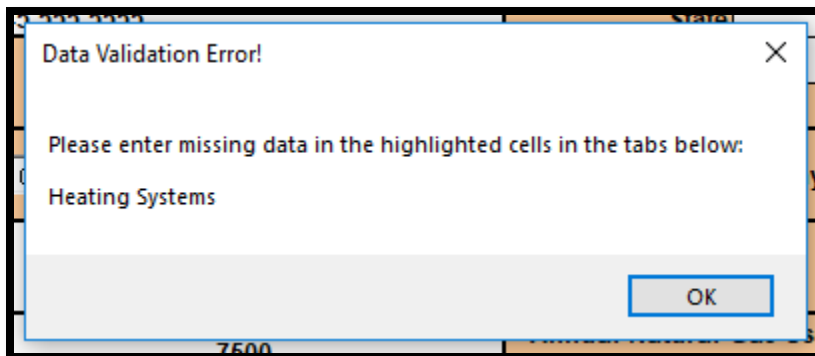 State
Data Validation Error!
Please enter missing data in the highlighted cells in the tabs below:
Heating Systems
OK
7500